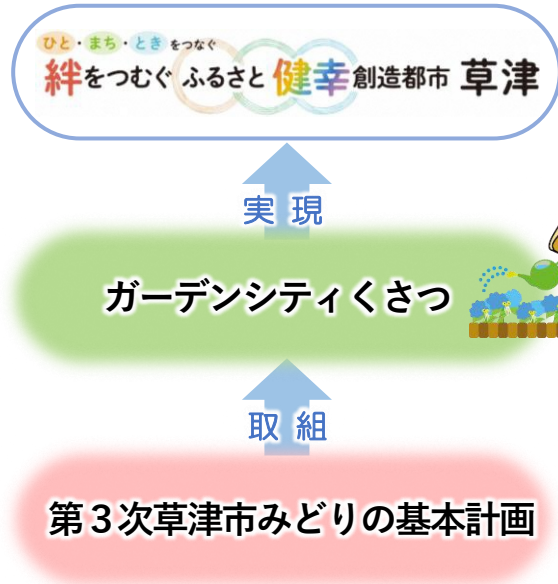 ひと・まち・ときをつなぐ
絆をつむぐ ふるさと 健幸創造都市 草津
実現
ガーデンシティくさつ
取組
第３次草津市みどりの基本計画